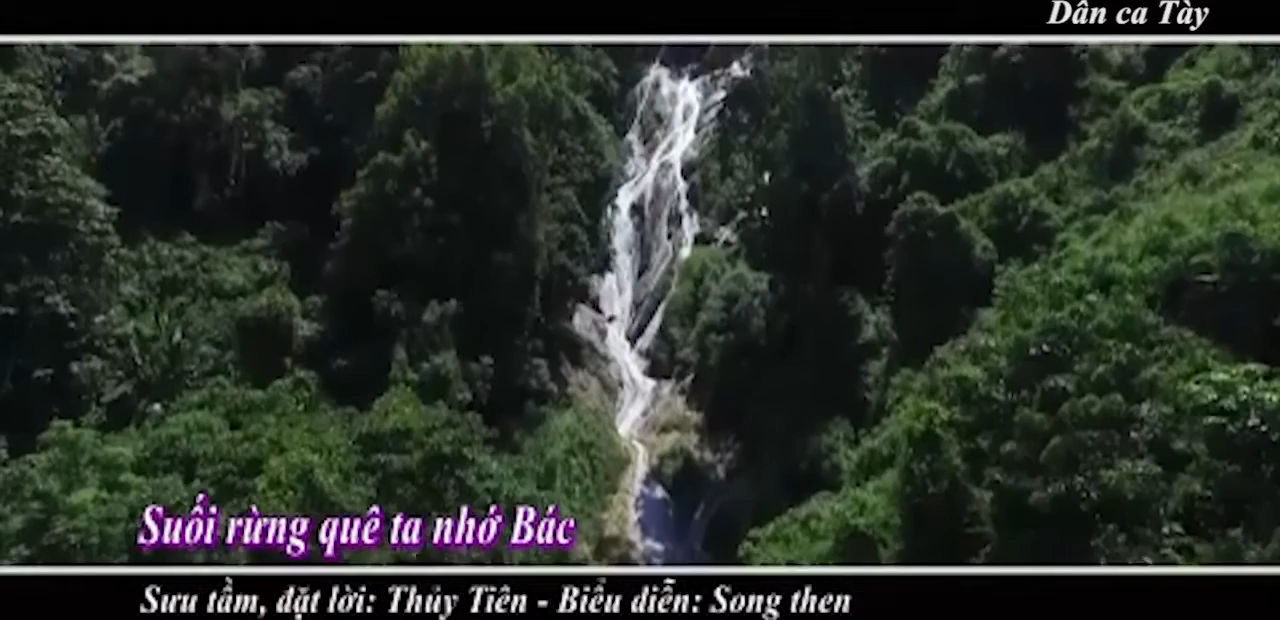 Dân ca Tày
Suối rừng quê ta nhớ Bác
Sưu tầm, đặt lời: Thủy Tiên - Biểu diễn: Song then